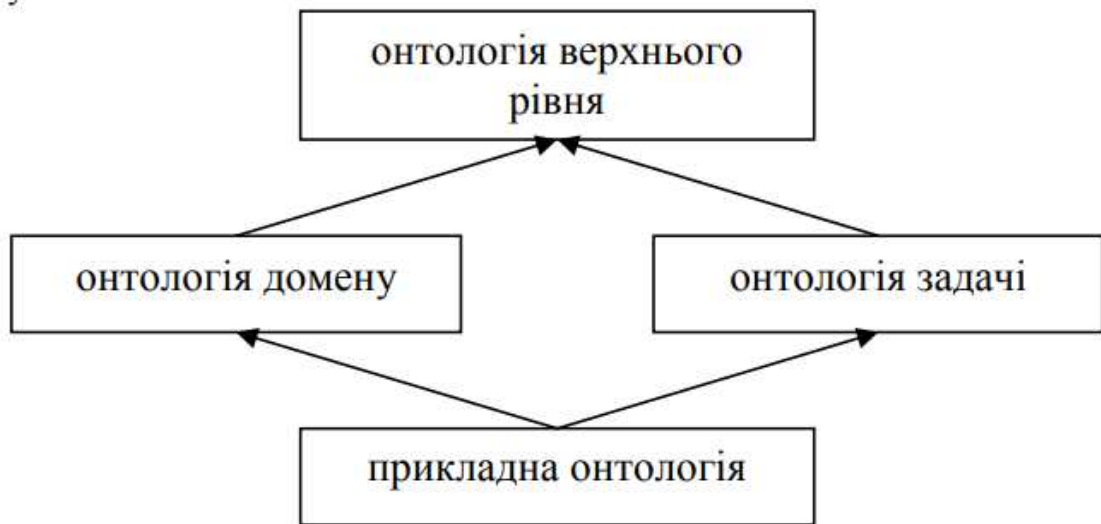 онтологія верхнього
рівня
онтологія домену
онтологія задачі
прикладна онтологія